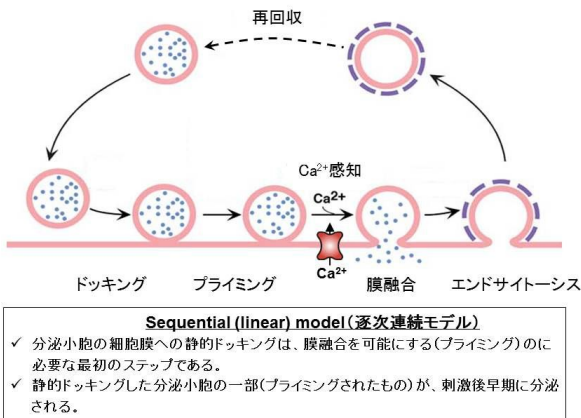 再回収
Ca²⁺感知
Ca²⁺
Ca²⁺
ドッキング プライミング 膜融合 エンドサイトーシス
Sequential (linear) model(逐次連続モデル)
✓ 分泌小胞の細胞膜への静的ドッキングは、膜融合を可能にする(プライミング)のに
必要な最初のステップである。
✓ 静的ドッキングした分泌小胞の一部(プライミングされたもの)が、刺激後早期に分泌
される。